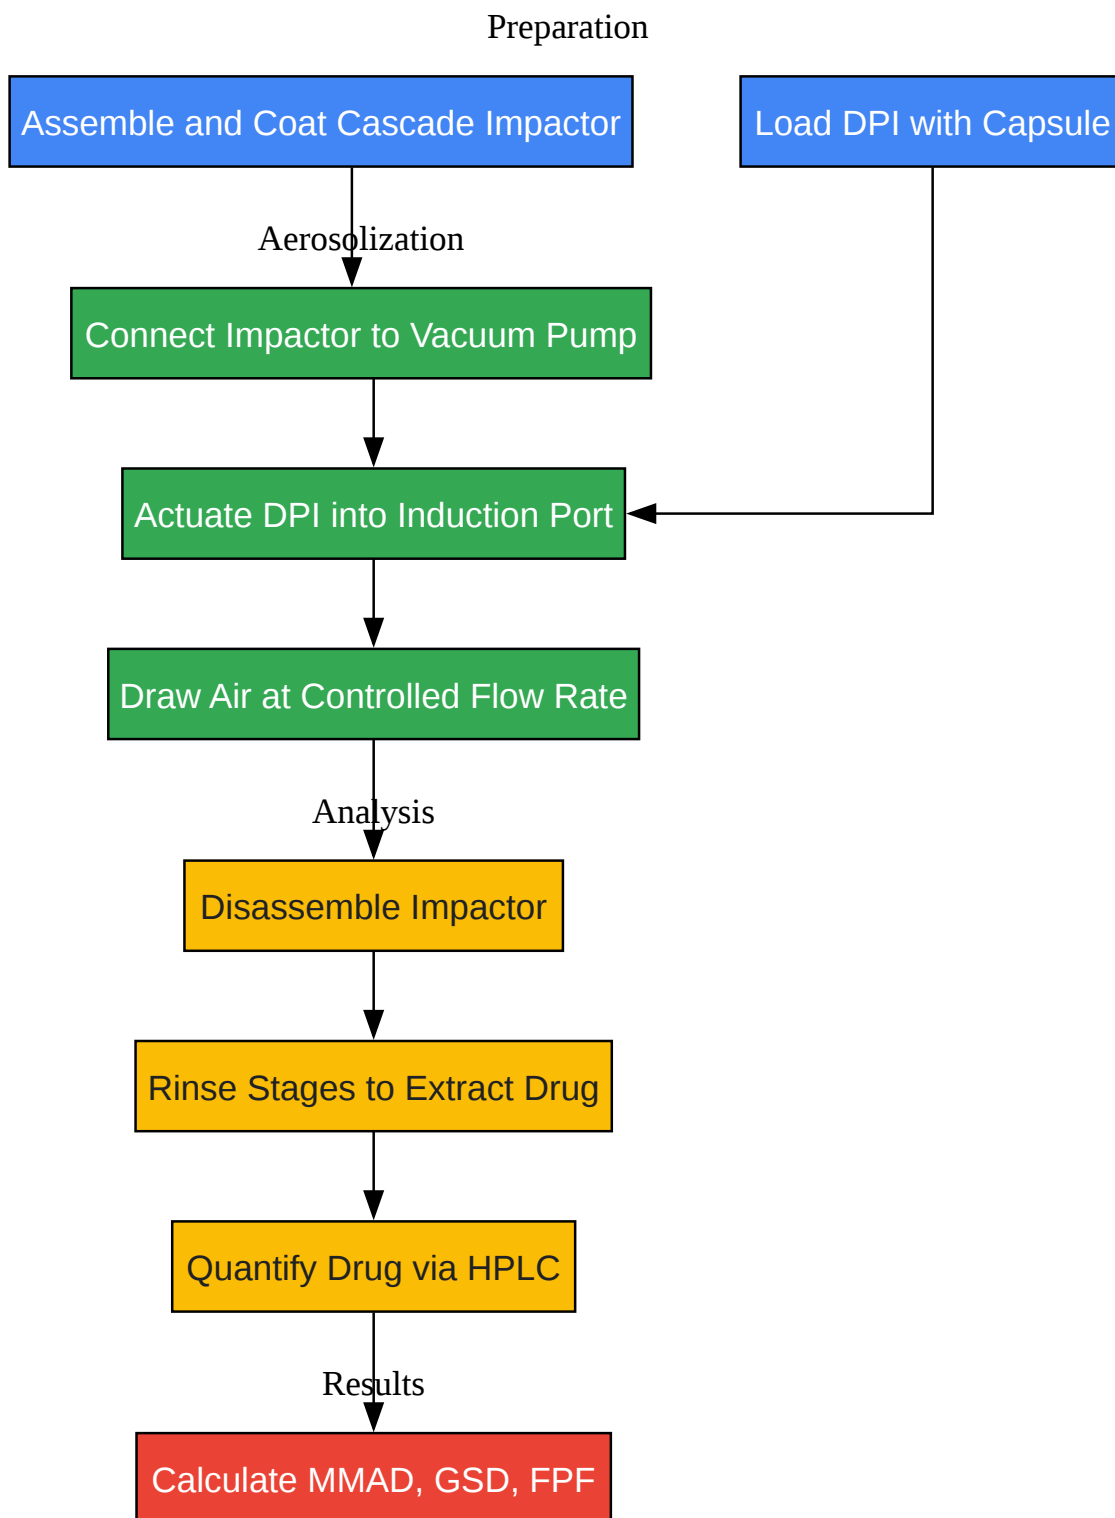 Preparation
Assemble and Coat Cascade Impactor
Load DPI with Capsule
Aerosolization
Connect Impactor to Vacuum Pump
Actuate DPI into Induction Port
Draw Air at Controlled Flow Rate
Analysis
Disassemble Impactor
Rinse Stages to Extract Drug
Quantify Drug via HPLC
Results
Calculate MMAD, GSD, FPF